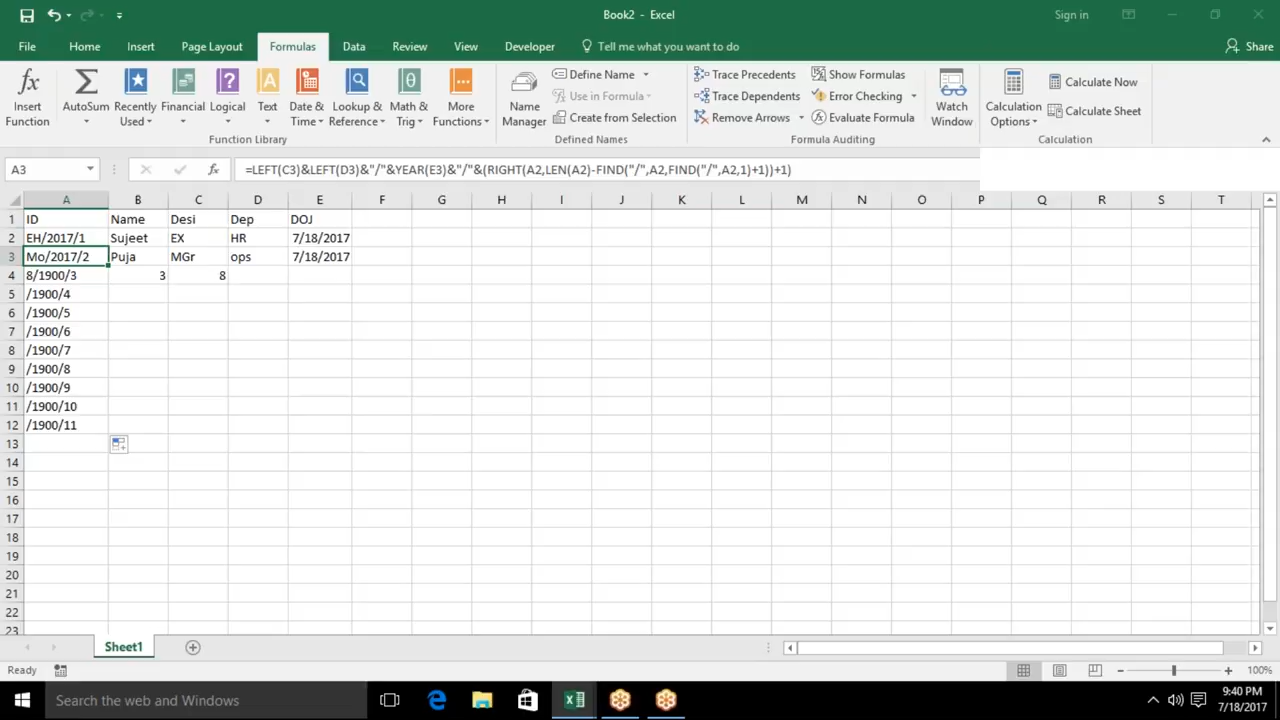 Book2 - Excel
Sign in
File Home Insert Page Layout Formulas Data Review View Developer Tell me what you want to do Share
Insert Function
AutoSum
Recently Used
Financial
Logical
Text
Date & Time
Lookup & Reference
Math & Trig
More Functions
Function Library
Name Manager
Define Name
Use in Formula
Create from Selection
Defined Names
Trace Precedents
Trace Dependents
Remove Arrows
Show Formulas
Error Checking
Evaluate Formula
Formula Auditing
Watch Window
Calculation Options
Calculate Now
Calculate Sheet
Calculation
A3 fx =LEFT(C3)&LEFT(D3)&"/"&YEAR(E3)&"/"&(RIGHT(A2,LEN(A2)-FIND("/",A2,FIND("/",A2,1)+1))+1)
A B C D E F G H I J K L M N O P Q R S T
1 ID Name Desi Dep DOJ
2 EH/2017/1 Sujeet EX HR 7/18/2017
3 Mo/2017/2 Puja MGr ops 7/18/2017
4 8/1900/3 3 8
5 /1900/4
6 /1900/5
7 /1900/6
8 /1900/7
9 /1900/8
10 /1900/9
11 /1900/10
12 /1900/11
13
14
15
16
17
18
19
20
21
22
23
Sheet1
Ready 100%
Search the web and Windows
9:40 PM
7/18/2017